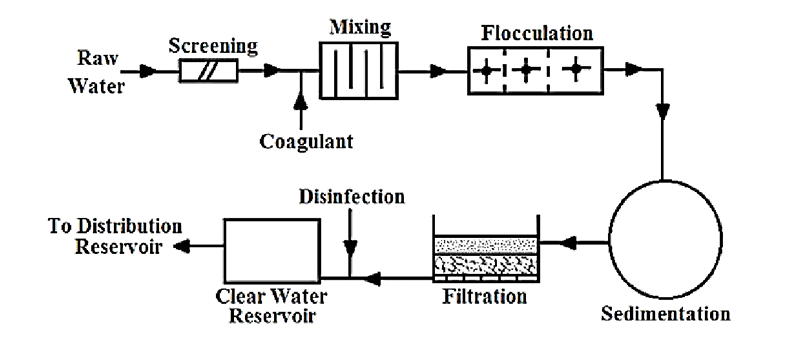 Raw
Water
Screening
Coagulant
Mixing
Flocculation
Sedimentation
Filtration
Disinfection
Clear Water
Reservoir
To Distribution
Reservoir